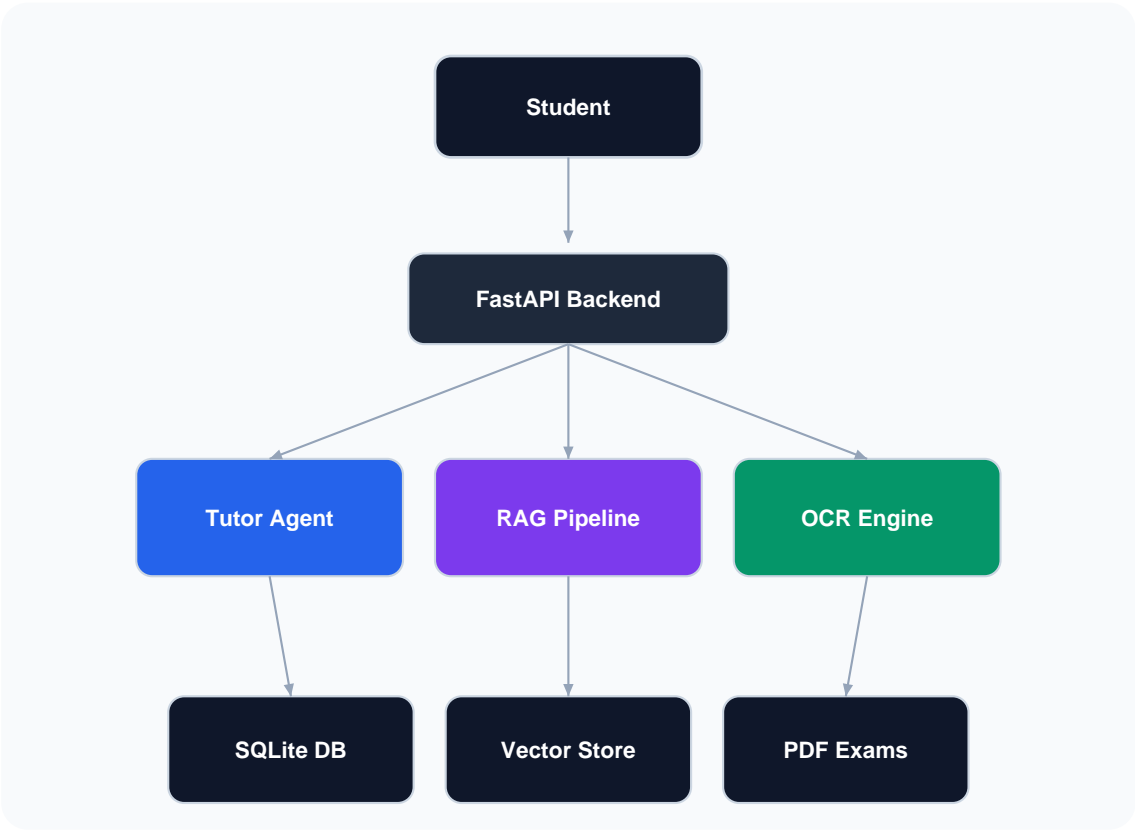 Student
FastAPI Backend
Tutor Agent
RAG Pipeline
OCR Engine
SQLite DB
Vector Store
PDF Exams